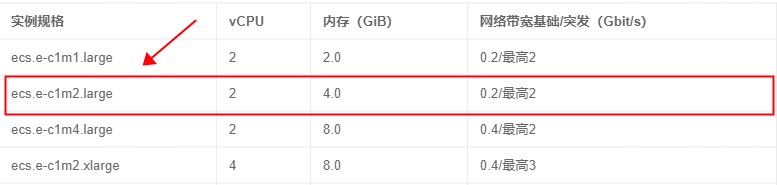 实例规格 vCPU 内存（GiB） 网络带宽基础/突发（Gbit/s）
ecs.e-c1m1.large 2 2.0 0.2/最高2
ecs.e-c1m2.large 2 4.0 0.2/最高2
ecs.e-c1m4.large 2 8.0 0.4/最高2
ecs.e-c1m2.xlarge 4 8.0 0.4/最高3